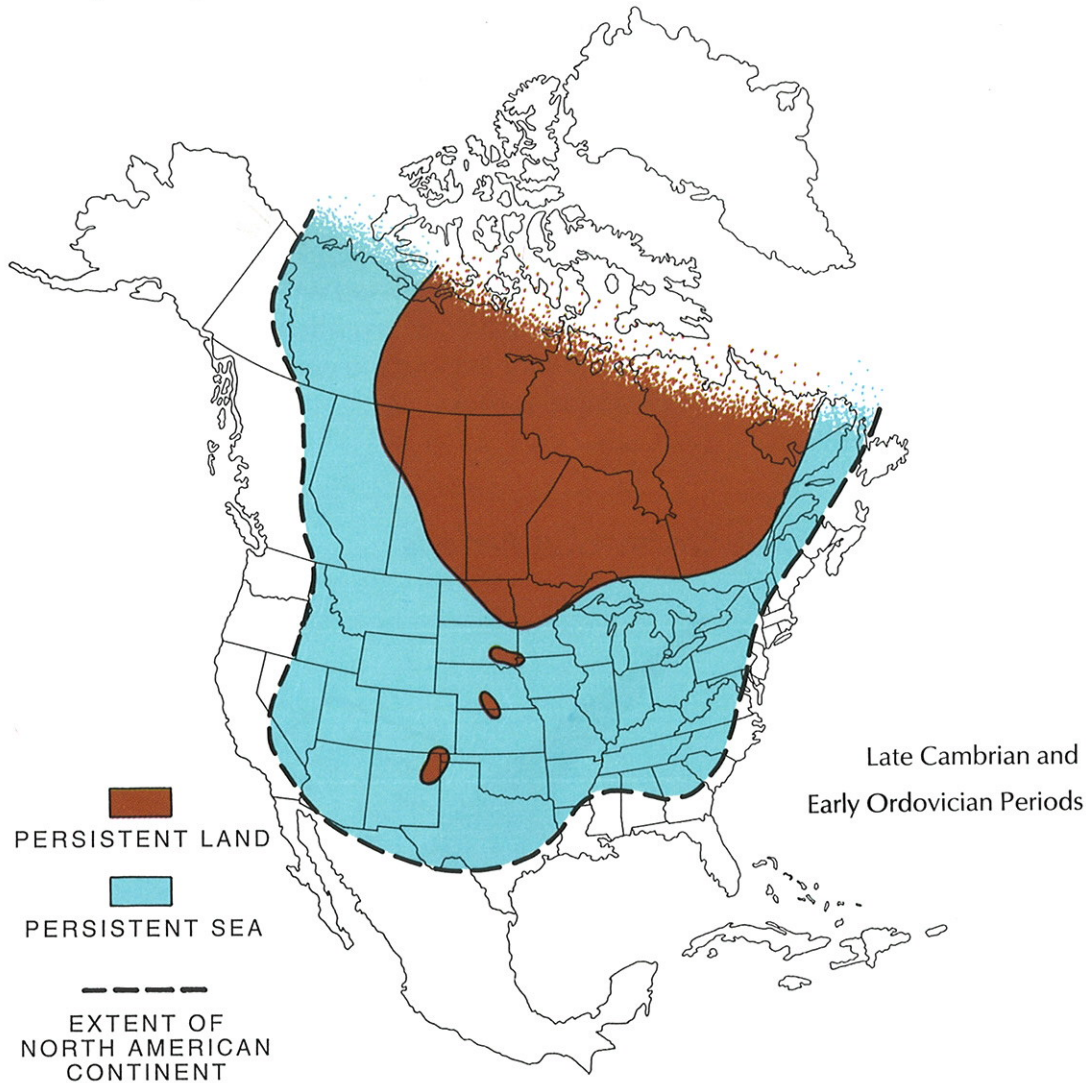 Late Cambrian and
Early Ordovician Periods
PERSISTENT LAND
PERSISTENT SEA
EXTENT OF
NORTH AMERICAN
CONTINENT